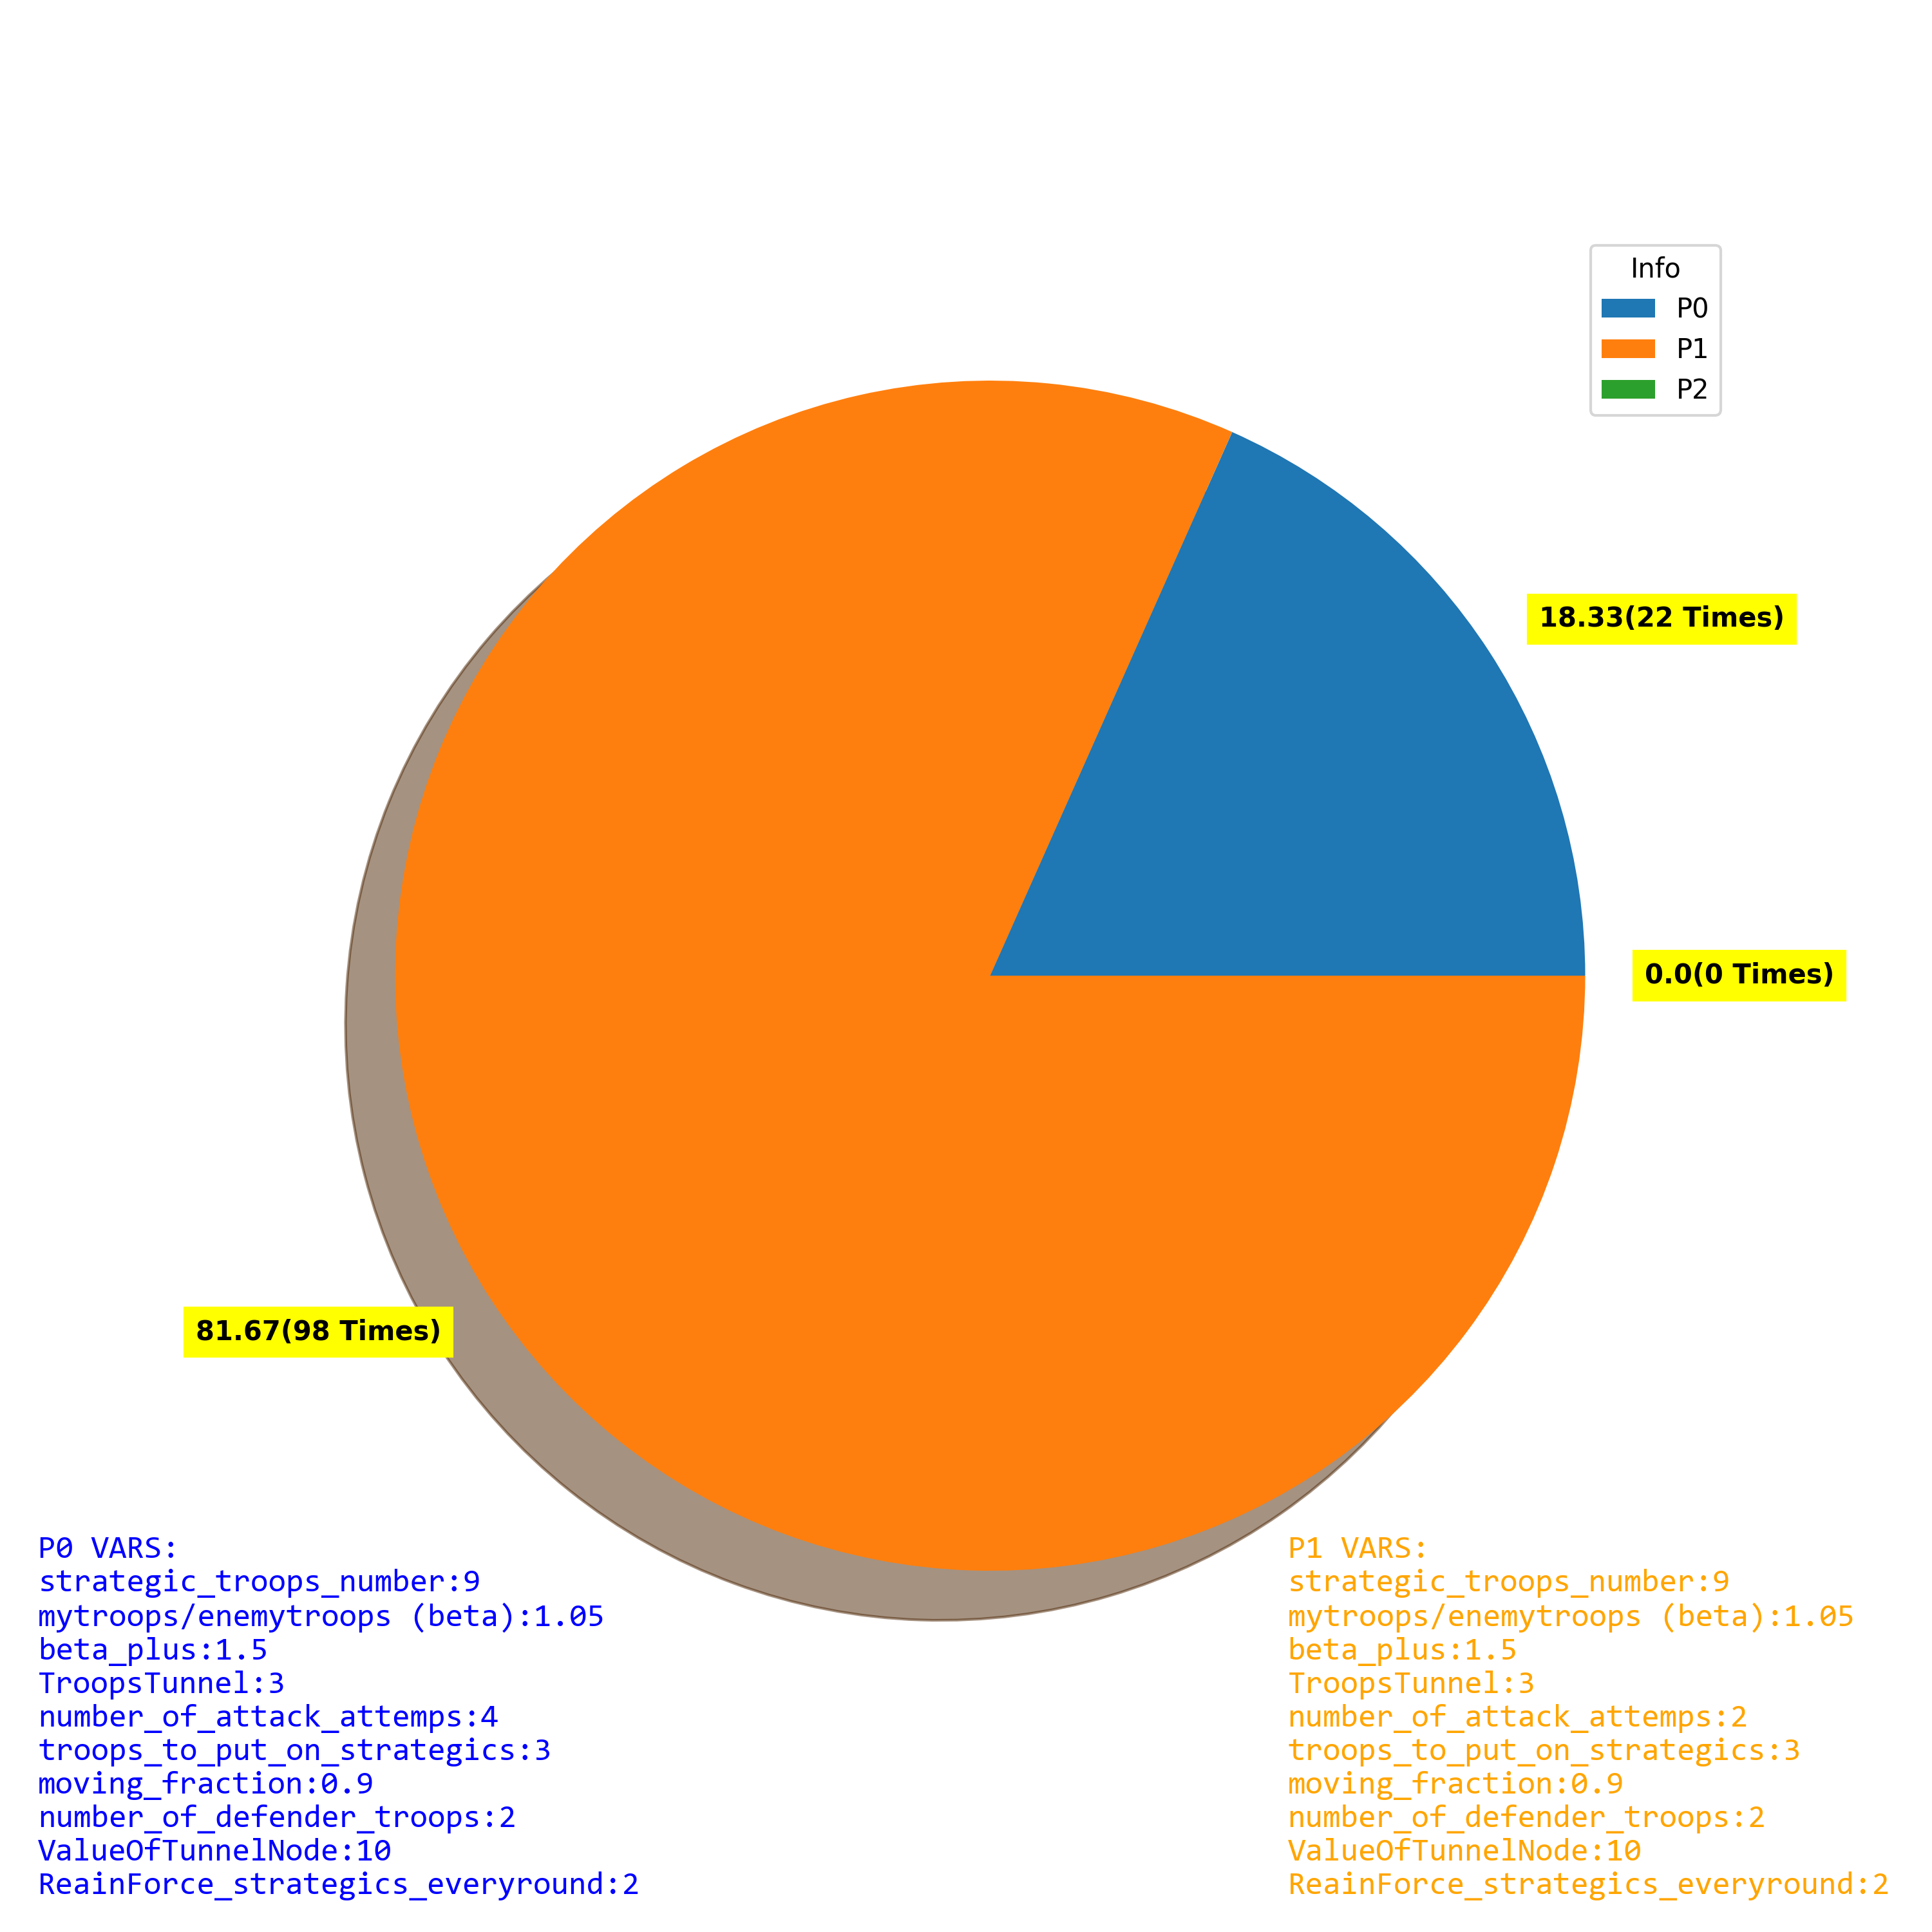 Info
P0
P1
P2
18.33(22 Times)
0.0(0 Times)
81.67(98 Times)
P0 VARS:
strategic_troops_number:9
mytroops/enemytroops (beta):1.05
beta_plus:1.5
TroopsTunnel:3
number_of_attack_attemps:4
troops_to_put_on_strategics:3
moving_fraction:0.9
number_of_defender_troops:2
ValueOfTunnelNode:10
ReainForce_strategics_everyround:2
P1 VARS:
strategic_troops_number:9
mytroops/enemytroops (beta):1.05
beta_plus:1.5
TroopsTunnel:3
number_of_attack_attemps:2
troops_to_put_on_strategics:3
moving_fraction:0.9
number_of_defender_troops:2
ValueOfTunnelNode:10
ReainForce_strategics_everyround:2